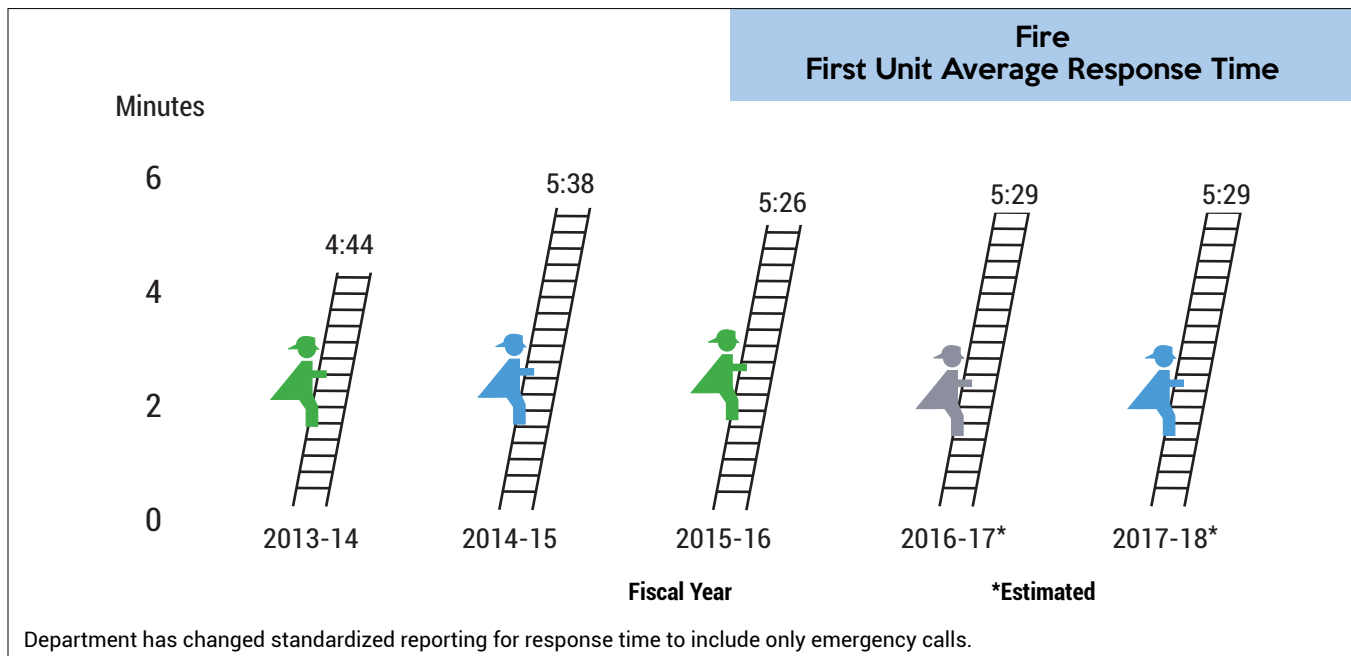 Fire
First Unit Average Response Time
Minutes
6
5:38
5:26
5:29
5:29
4:44
4
2
0
2013-14
2014-15
2015-16
2016-17*
2017-18*
Fiscal Year
*Estimated
Department has changed standardized reporting for response time to include only emergency calls.